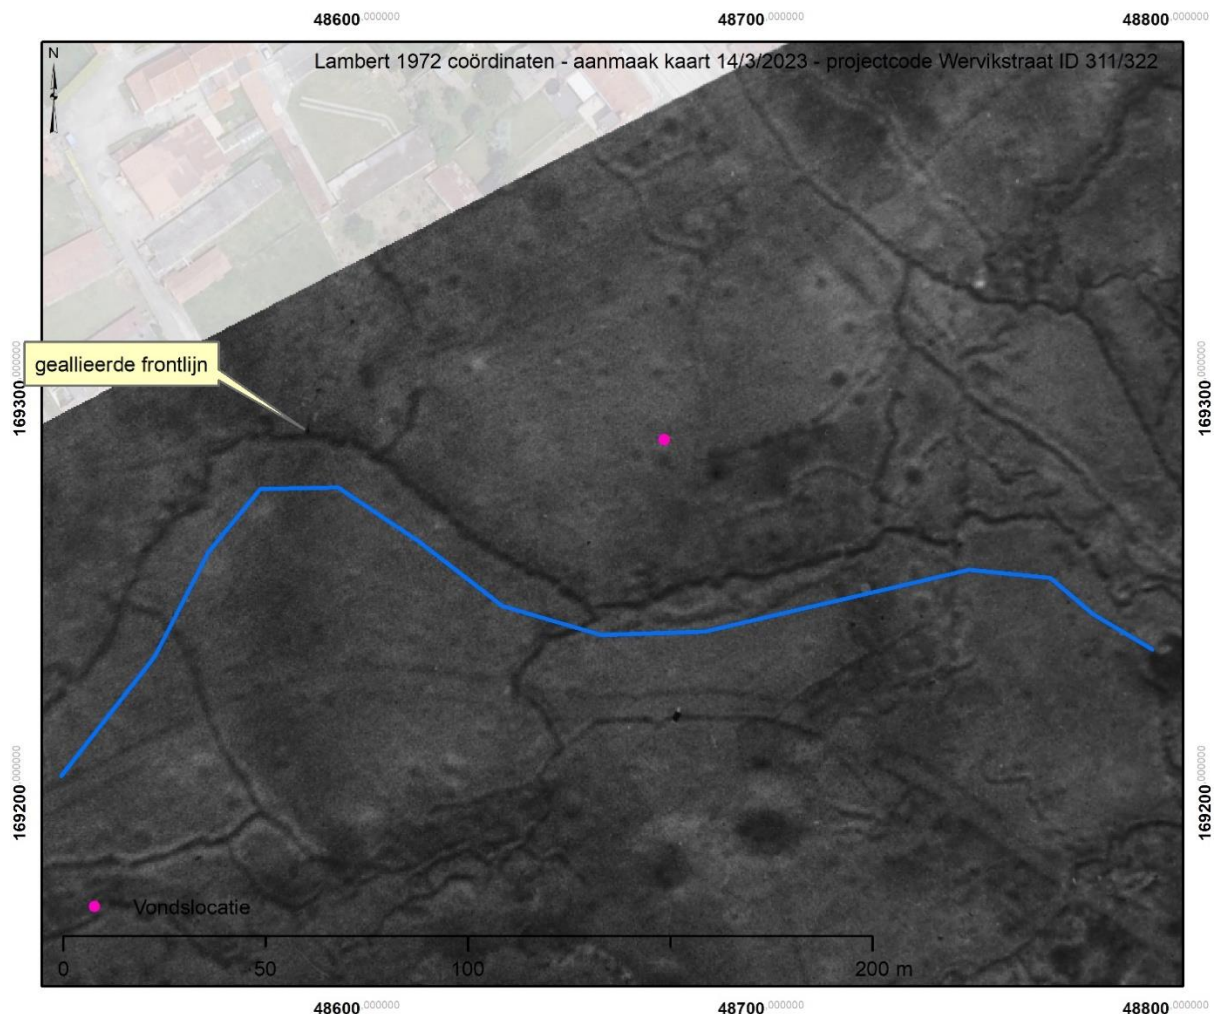 48600.000000 48700.000000 48800.000000
N
Lambert 1972 coördinaten - aanmaak kaart 14/3/2023 - projectcode Wervikstraat ID 311/322
geallieerde frontlijn
169300.000000 169300.000000
169200.000000 169200.000000
Vondslocatie
0 50 100 200 m
48600.000000 48700.000000 48800.000000